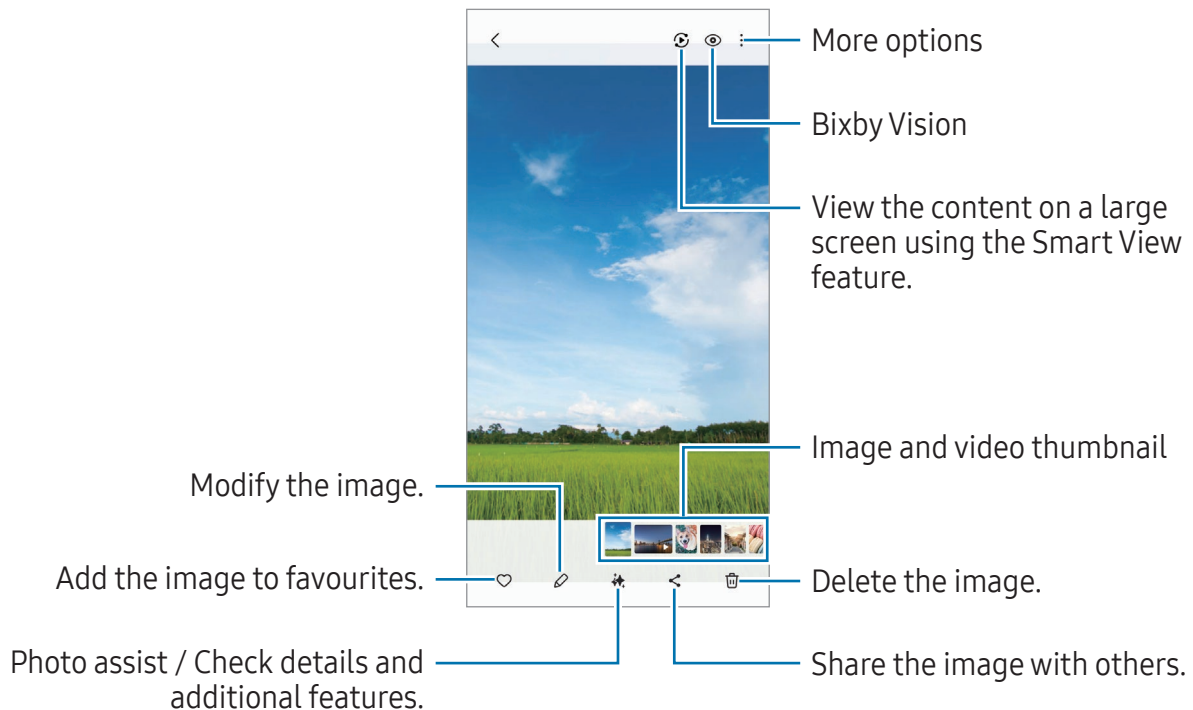 More options
Bixby Vision
View the content on a large
screen using the Smart View
feature.
Image and video thumbnail
Modify the image.
Add the image to favourites.
Delete the image.
Photo assist / Check details and
additional features.
Share the image with others.